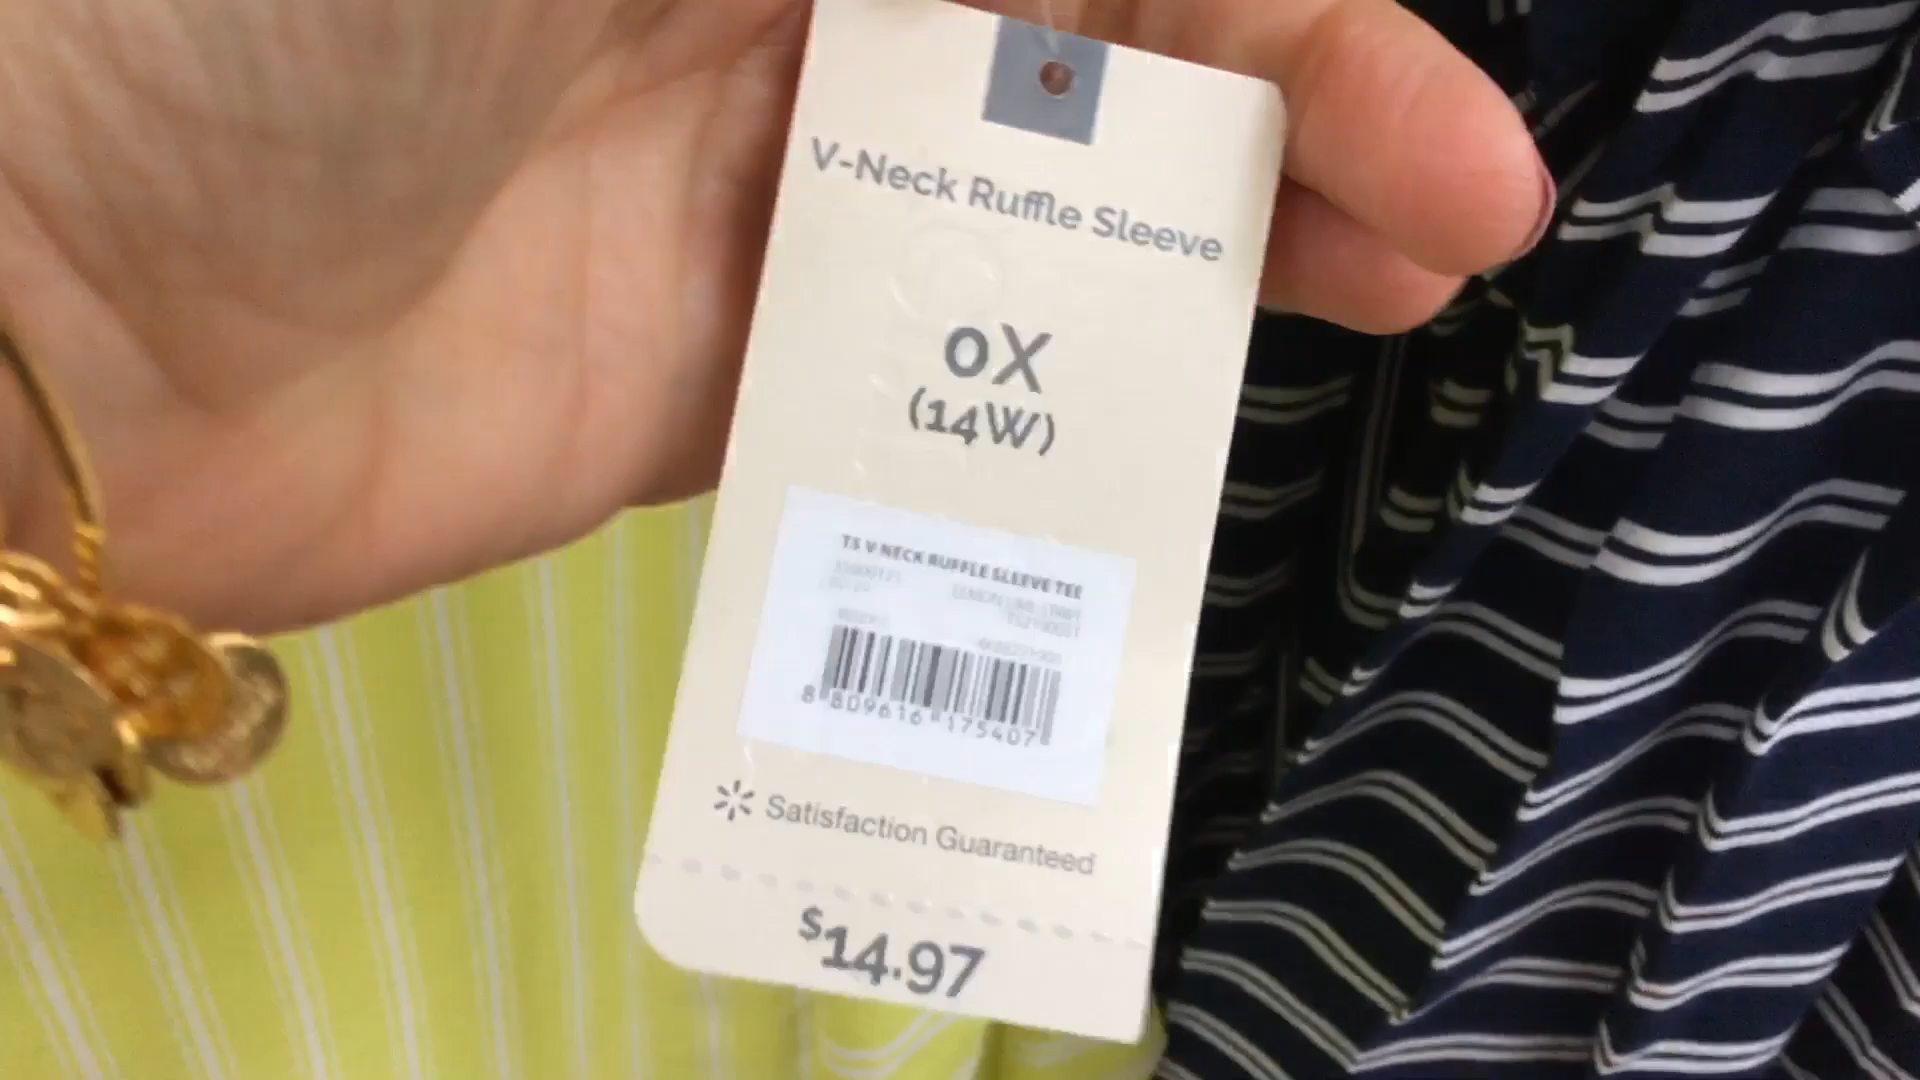 V-Neck Ruffle Sleeve
0X
(14W)
TS V NECK RUFFLE SLEEVE TEE
8 809616 175407
Satisfaction Guaranteed
$14.97